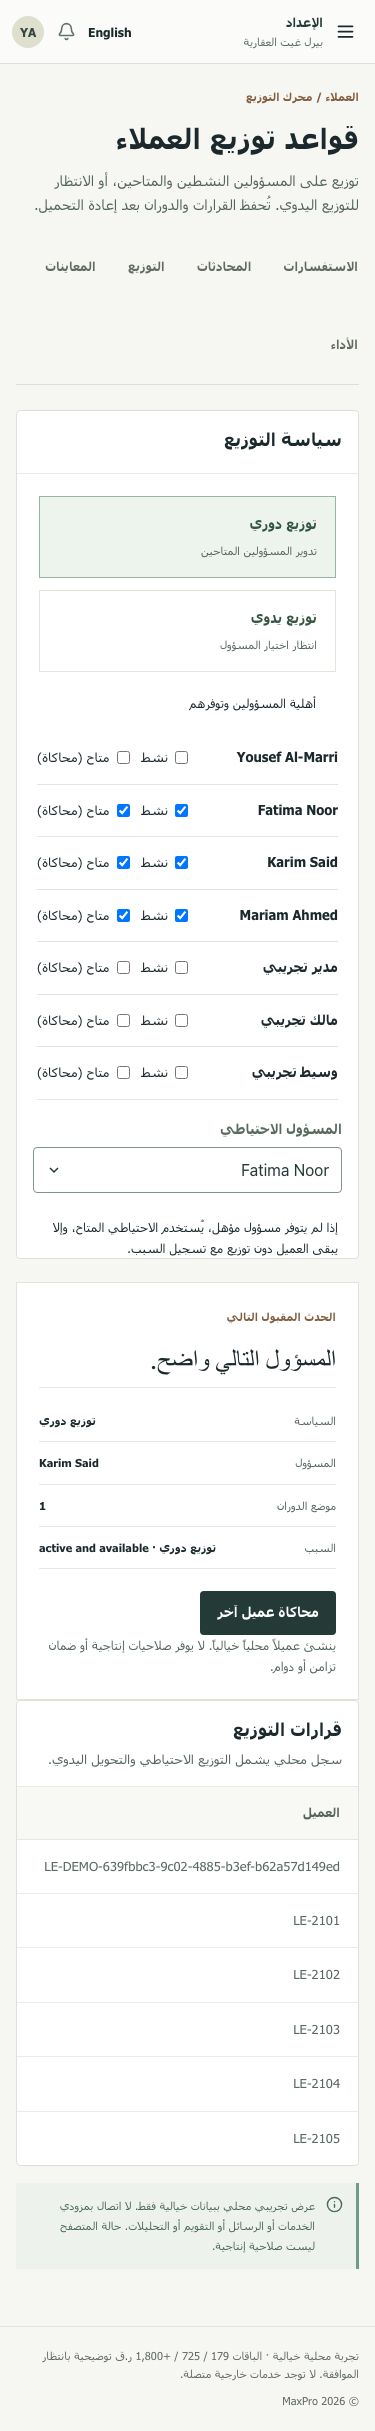 الإعداد
بيرل غيت العقارية
English
YA
العملاء / محرك التوزيع
قواعد توزيع العملاء
توزيع على المسؤولين النشطين والمتاحين، أو الانتظار
للتوزيع اليدوي. تُحفظ القرارات والدوران بعد إعادة التحميل.
الاستفسارات المحادثات التوزيع المعاينات
الأداء
سياسة التوزيع
توزيع دوري
تدوير المسؤولين المتاحين
توزيع يدوي
انتظار اختيار المسؤول
أهلية المسؤولين وتوفرهم
Yousef Al-Marri نشط متاح (محاكاة)
Fatima Noor نشط متاح (محاكاة)
Karim Said نشط متاح (محاكاة)
Mariam Ahmed نشط متاح (محاكاة)
مدير تجريبي نشط متاح (محاكاة)
مالك تجريبي نشط متاح (محاكاة)
وسيط تجريبي نشط متاح (محاكاة)
المسؤول الاحتياطي
Fatima Noor
إذا لم يتوفر مسؤول مؤهل، يُستخدم الاحتياطي المتاح، وإلا
يبقى العميل دون توزيع مع تسجيل السبب.
الحدث المقبول التالي
المسؤول التالي واضح.
السياسة توزيع دوري
المسؤول Karim Said
موضع الدوران 1
السبب توزيع دوري · active and available
محاكاة عميل آخر
ينشئ عميلاً محلياً خيالياً. لا يوفر صلاحيات إنتاجية أو ضمان
تزامن أو دوام.
قرارات التوزيع
سجل محلي يشمل التوزيع الاحتياطي والتحويل اليدوي.
العميل
LE-DEMO-639fbbc3-9c02-4885-b3ef-b62a57d149ed
LE-2101
LE-2102
LE-2103
LE-2104
LE-2105
عرض تجريبي محلي ببيانات خيالية فقط. لا اتصال بمزودي
الخدمات أو الرسائل أو التقويم أو التحليلات. حالة المتصفح
ليست صلاحية إنتاجية.
تجربة محلية خيالية · الباقات 179 / 725 / +1,800 ر.ق توضيحية بانتظار
الموافقة. لا توجد خدمات خارجية متصلة.
© 2026 MaxPro